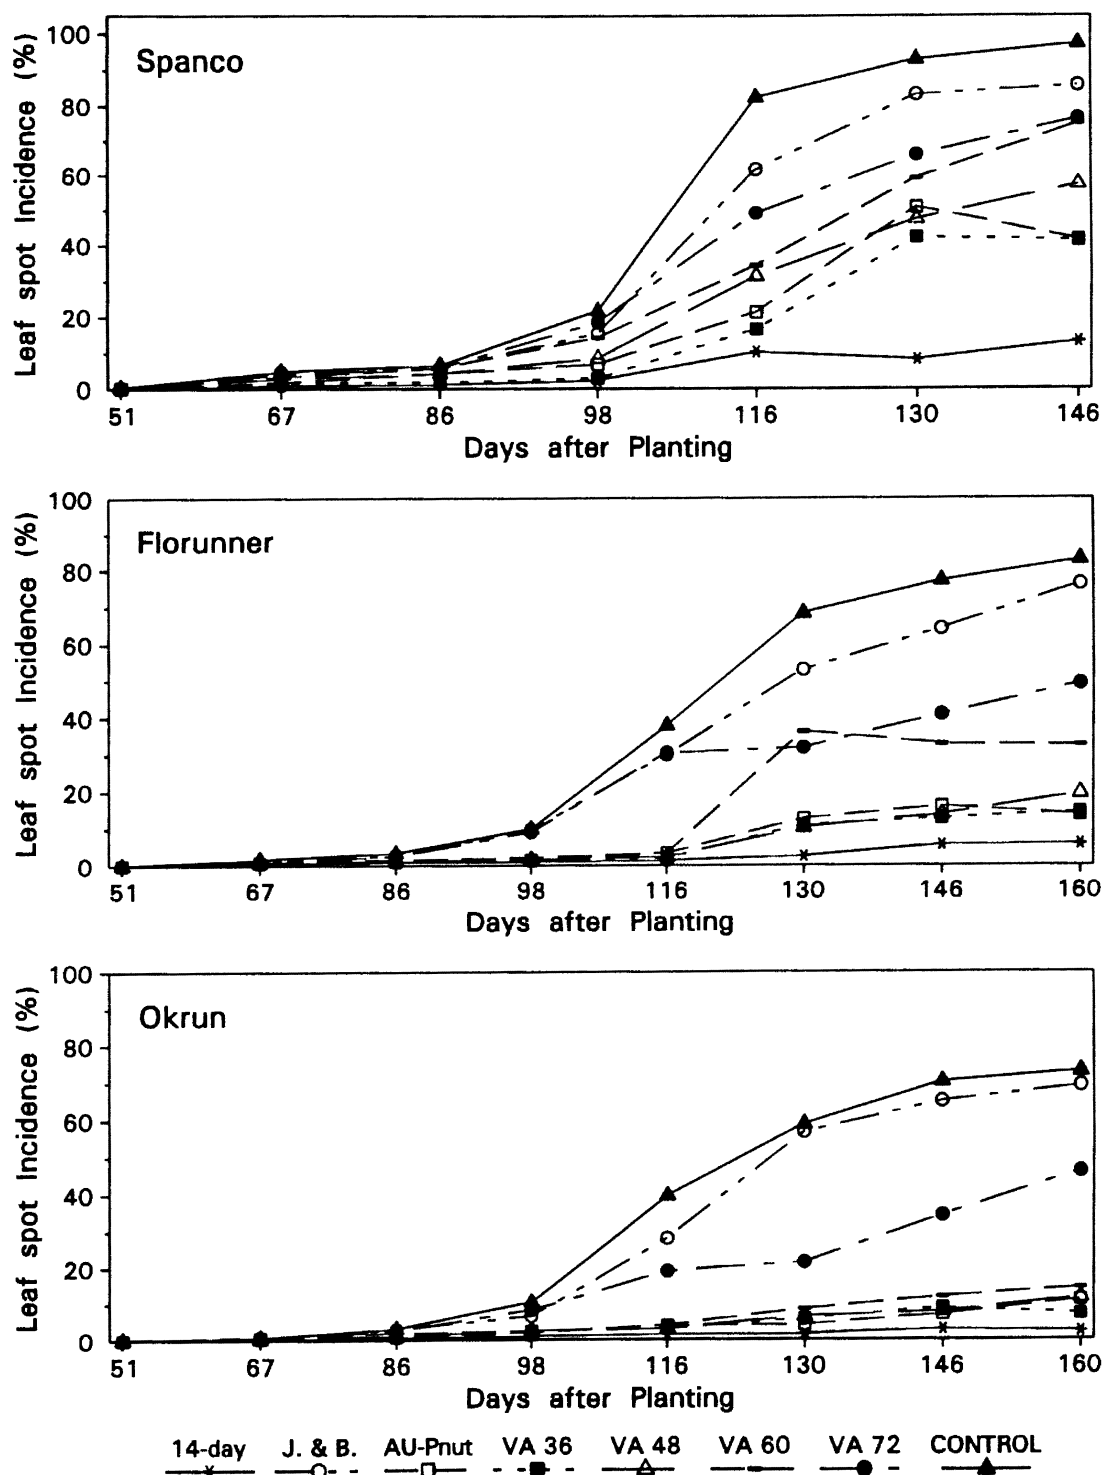 Leaf spot Incidence (%)
Spanco
100
80
60
40
20
0
51 67 86 98 116 130 146
Days after Planting
Leaf spot Incidence (%)
Florunner
100
80
60
40
20
0
51 67 86 98 116 130 146 160
Days after Planting
Leaf spot Incidence (%)
Okrun
100
80
60
40
20
0
51 67 86 98 116 130 146 160
Days after Planting
14-day J. & B. AU-Pnut VA 36 VA 48 VA 60 VA 72 CONTROL